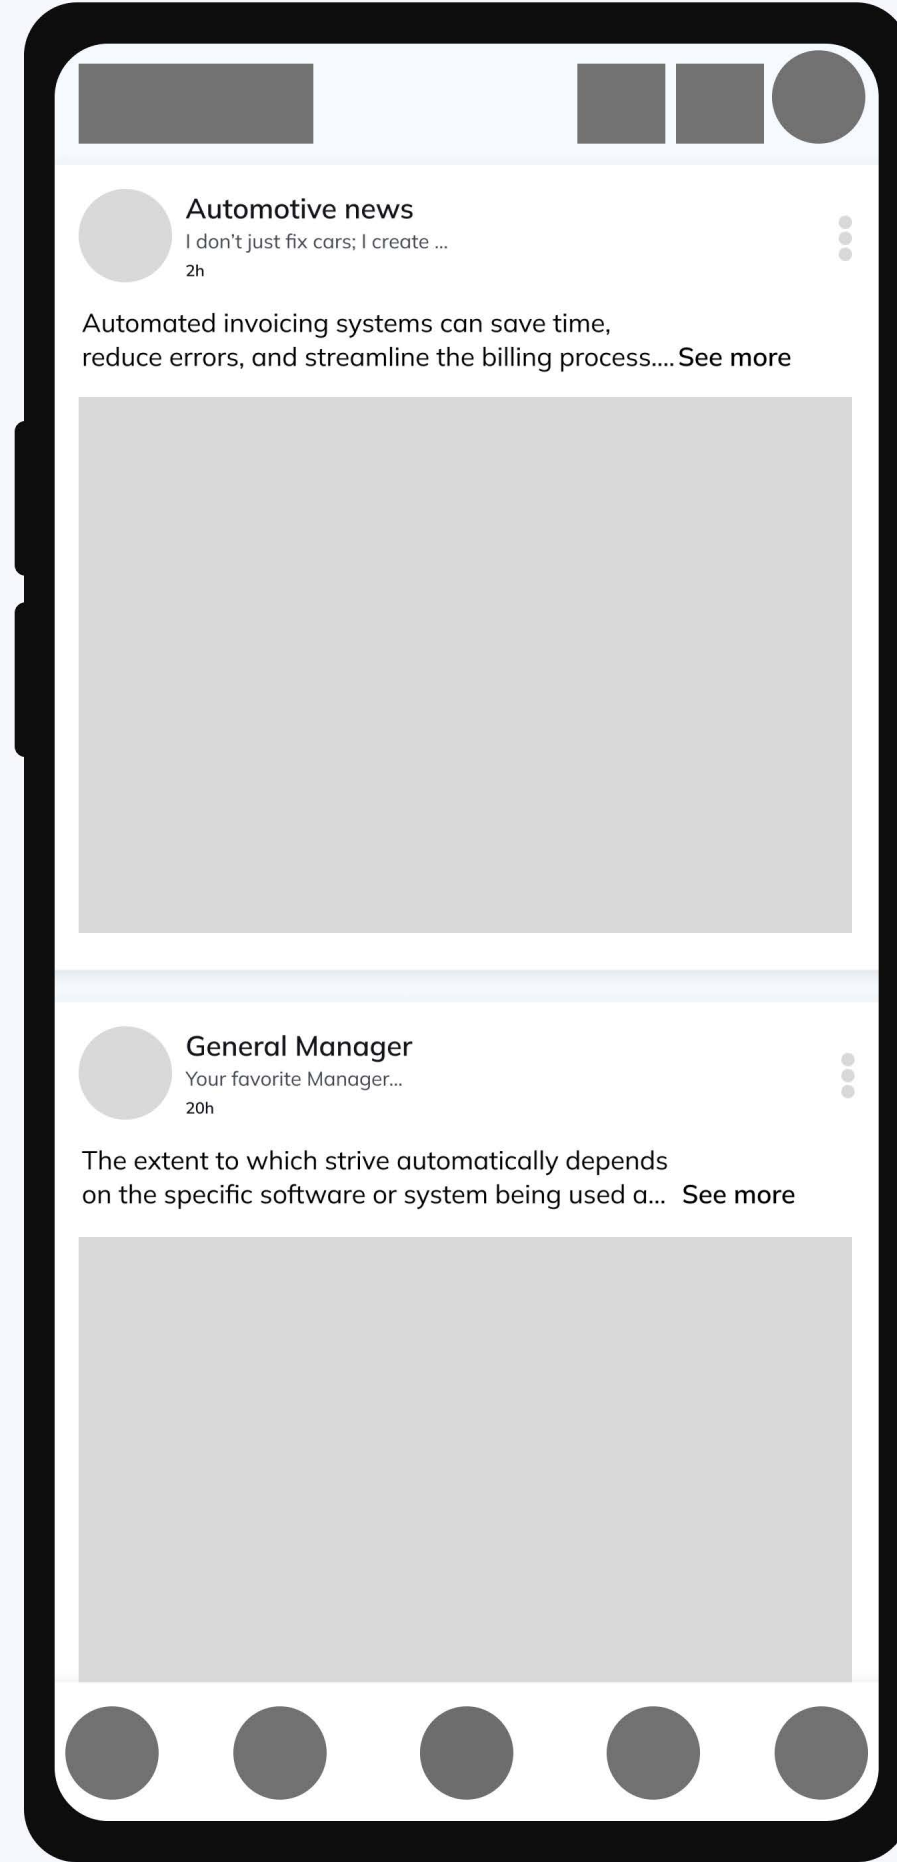 Automotive news
I don’t just fix cars; I create ...
2h
Automated invoicing systems can save time,
reduce errors, and streamline the billing process.... See more
General Manager
Your favorite Manager...
20h
The extent to which strive automatically depends
on the specific software or system being used a... See more